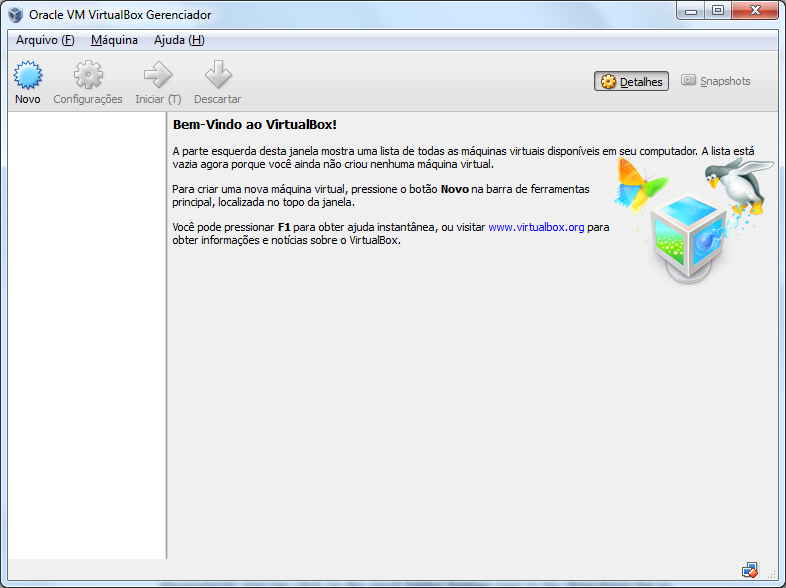 Oracle VM VirtualBox Gerenciador
Arquivo (F) Máquina Ajuda (H)
Novo Configurações Iniciar (T) Descartar Detalhes Snapshots
Bem-Vindo ao VirtualBox!
A parte esquerda desta janela mostra uma lista de todas as máquinas virtuais disponíveis em seu computador. A lista está
vazia agora porque você ainda não criou nenhuma máquina virtual.
Para criar uma nova máquina virtual, pressione o botão Novo na barra de ferramentas
principal, localizada no topo da janela.
Você pode pressionar F1 para obter ajuda instantânea, ou visitar www.virtualbox.org para
obter informações e notícias sobre o VirtualBox.